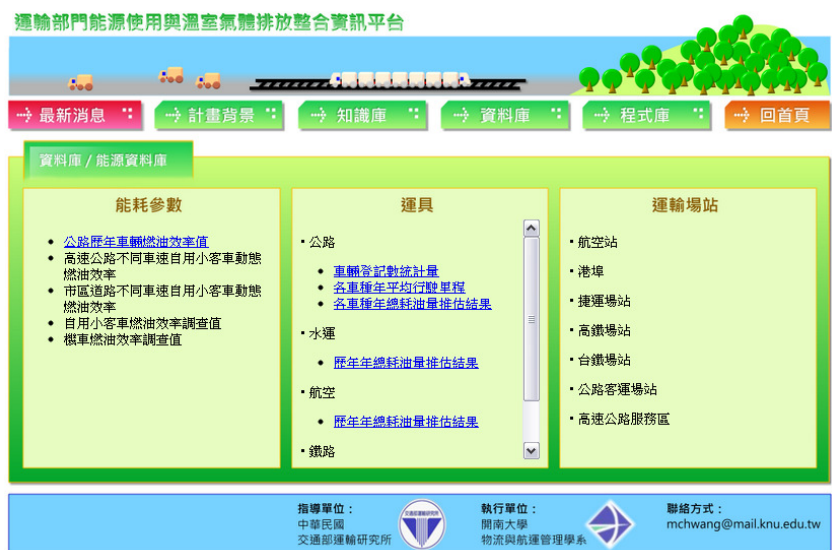 運輸部門能源使用與溫室氣體排放整合資訊平台
最新消息
計畫背景
知識庫
資料庫
程式庫
回首頁
資料庫 / 能源資料庫
能耗參數
公路歷年車輛燃油效率值
高速公路不同車速自用小客車動態
燃油效率
市區道路不同車速自用小客車動態
燃油效率
自用小客車燃油效率調查值
機車燃油效率調查值
運具
公路
車輛登記數統計量
各車種年平均行駛里程
各車種年總耗油量推估結果
水運
歷年年總耗油量推估結果
航空
歷年年總耗油量推估結果
鐵路
運輸場站
航空站
港埠
捷運場站
高鐵場站
台鐵場站
公路客運場站
高速公路服務區
指導單位：
中華民國
交通部運輸研究所
執行單位：
開南大學
物流與航運管理學系
聯絡方式：
mchwang@mail.knu.edu.tw